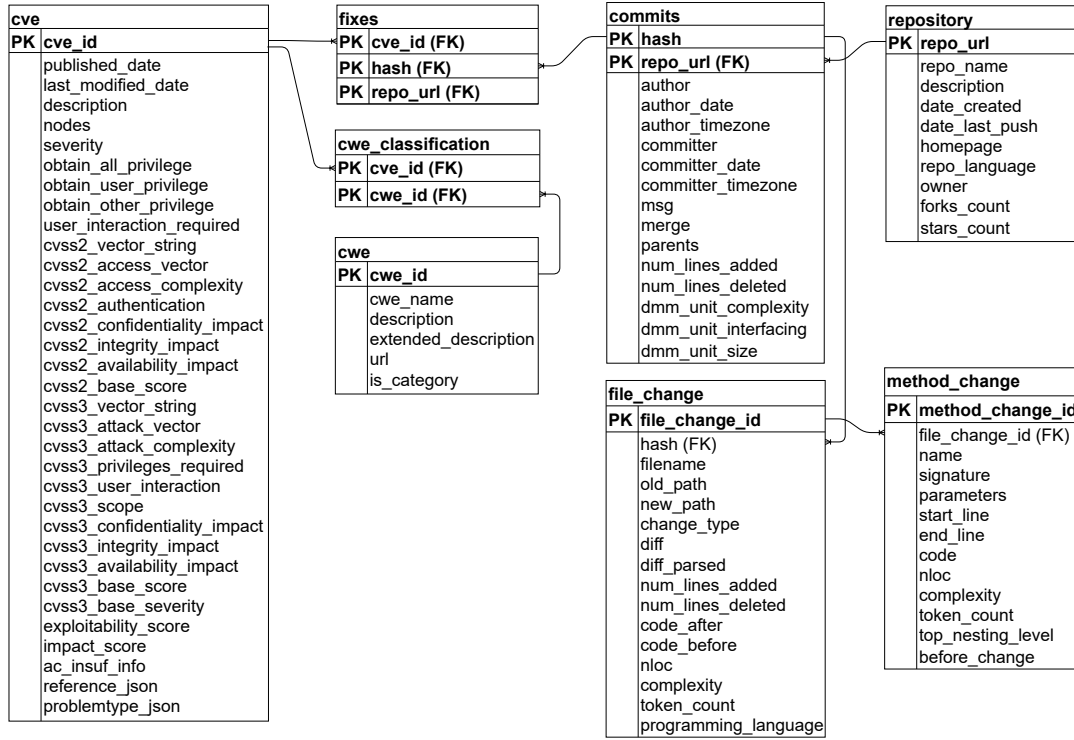 cve
PK cve_id
published_date
last_modified_date
description
nodes
severity
obtain_all_privilege
obtain_user_privilege
obtain_other_privilege
user_interaction_required
cvss2_vector_string
cvss2_access_vector
cvss2_access_complexity
cvss2_authentication
cvss2_confidentiality_impact
cvss2_integrity_impact
cvss2_availability_impact
cvss2_base_score
cvss3_vector_string
cvss3_attack_vector
cvss3_attack_complexity
cvss3_privileges_required
cvss3_user_interaction
cvss3_scope
cvss3_confidentiality_impact
cvss3_integrity_impact
cvss3_availability_impact
cvss3_base_score
cvss3_base_severity
exploitability_score
impact_score
ac_insuf_info
reference_json
problemtype_json
fixes
PK cve_id (FK)
PK hash (FK)
PK repo_url (FK)
cwe_classification
PK cve_id (FK)
PK cwe_id (FK)
cwe
PK cwe_id
cwe_name
description
extended_description
url
is_category
commits
PK hash
PK repo_url (FK)
author
author_date
author_timezone
committer
committer_date
committer_timezone
msg
merge
parents
num_lines_added
num_lines_deleted
dmm_unit_complexity
dmm_unit_interfacing
dmm_unit_size
file_change
PK file_change_id
hash (FK)
filename
old_path
new_path
change_type
diff
diff_parsed
num_lines_added
num_lines_deleted
code_after
code_before
nloc
complexity
token_count
programming_language
repository
PK repo_url
repo_name
description
date_created
date_last_push
homepage
repo_language
owner
forks_count
stars_count
method_change
PK method_change_id
file_change_id (FK)
name
signature
parameters
start_line
end_line
code
nloc
complexity
token_count
top_nesting_level
before_change